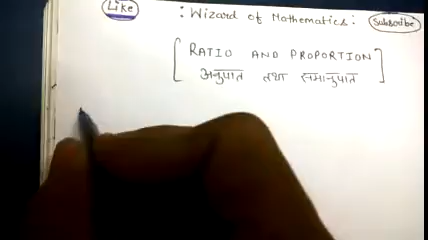 Like : Wizard of Mathematics: Subscribe
[RATIO AND PROPORTION
अनुपात तथा समानुपात]